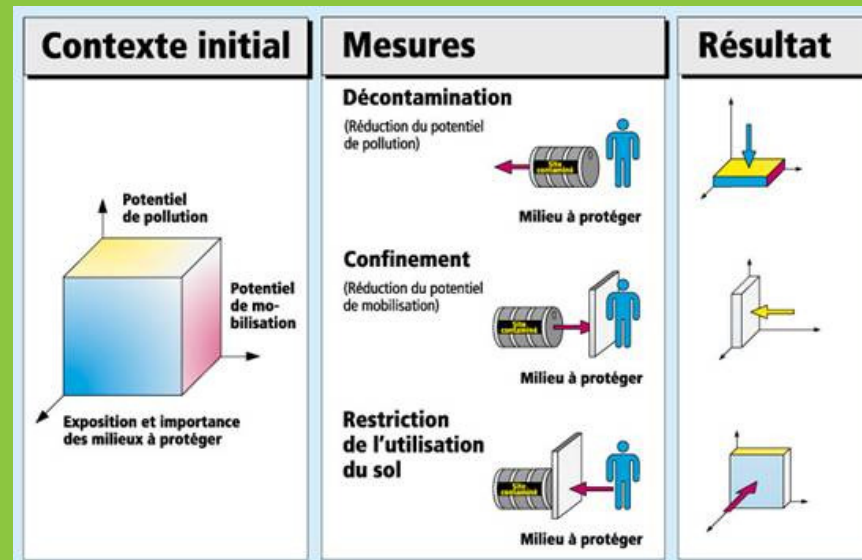 Contexte initial
Mesures
Résultat
Potentiel
de pollution
Potentiel
de mo-
bilisation
Exposition et importance
des milieux à protéger
Décontamination
(Réduction du potentiel
de pollution)
Site
contaminé
Milieu à protéger
Confinement
(Réduction du potentiel
de mobilisation)
Site
contaminé
Milieu à protéger
Restriction
de l'utilisation
du sol
Site
contaminé
Milieu à protéger